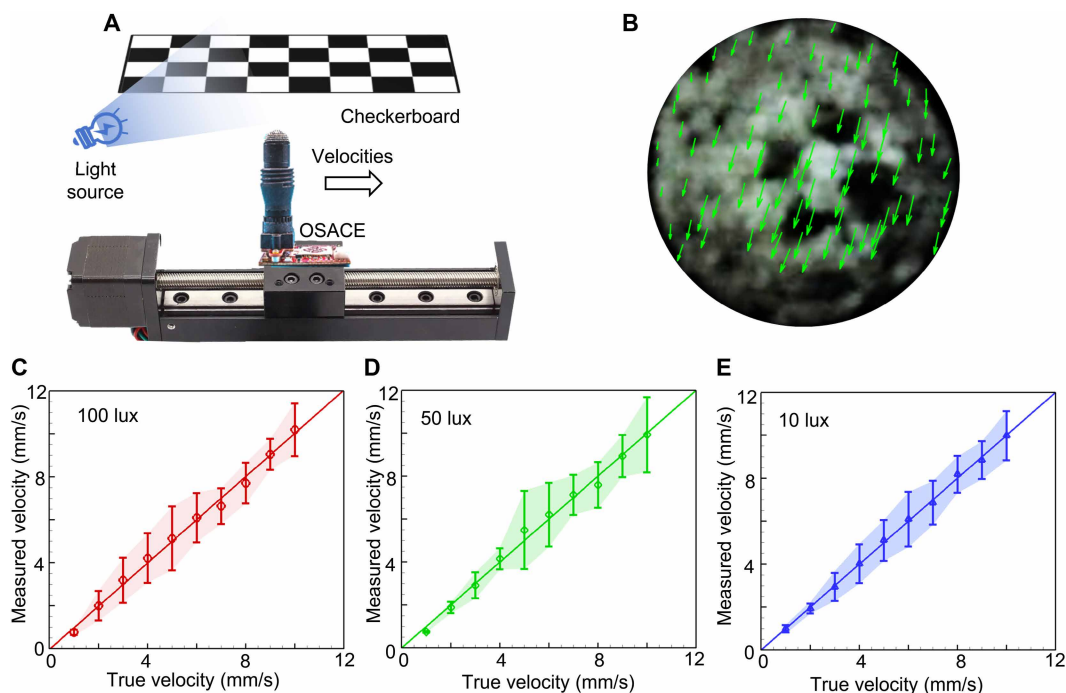 A
B
Checkerboard
Light
source
Velocities
OSACE
C
D
E
12
8
4
0
Measured velocity (mm/s)
100 lux
0
4
8
12
True velocity (mm/s)
12
8
4
0
Measured velocity (mm/s)
50 lux
0
4
8
12
True velocity (mm/s)
12
8
4
0
Measured velocity (mm/s)
10 lux
0
4
8
12
True velocity (mm/s)